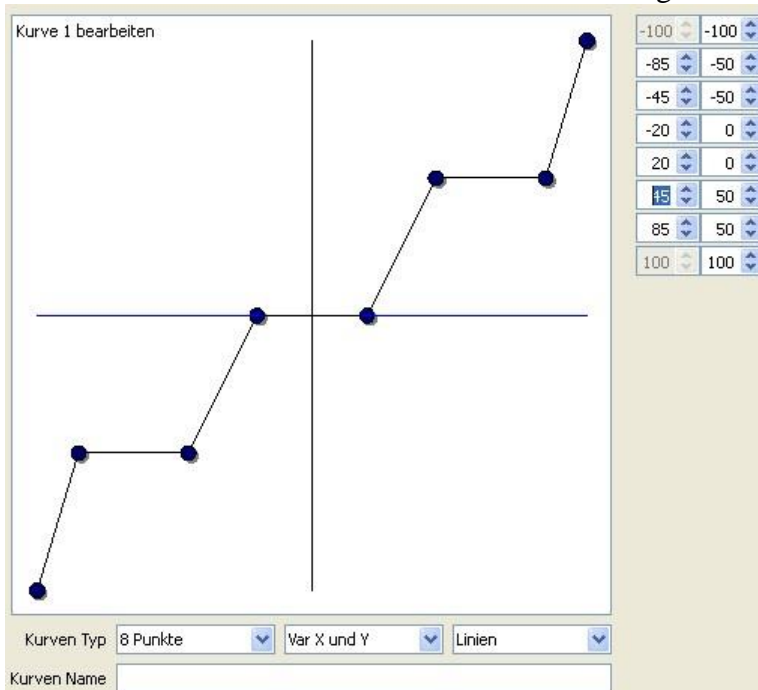 Kurve 1 bearbeiten
-100 -100
-85 -50
-45 -50
-20 0
20 0
45 50
85 50
100 100
Kurven Typ 8 Punkte Var X und Y Linien
Kurven Name